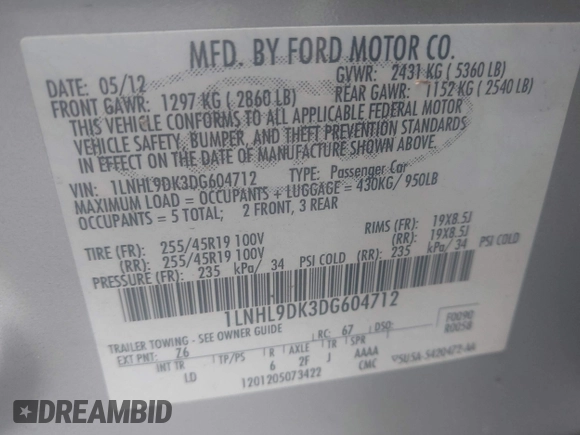 MFD. BY FORD MOTOR CO.
DATE: 05/12 GVWR: 2431 KG ( 5360 LB)
FRONT GAWR: 1297 KG ( 2860 LB) REAR GAWR: 1152 KG ( 2540 LB)
THIS VEHICLE CONFORMS TO ALL APPLICABLE FEDERAL MOTOR
VEHICLE SAFETY, BUMPER, AND THEFT PREVENTION STANDARDS
IN EFFECT ON THE DATE OF MANUFACTURE SHOWN ABOVE.
VIN: 1LNHL9DK3DG604712 TYPE: Passenger Car
MAXIMUM LOAD = OCCUPANTS + LUGGAGE = 430KG/ 950LB
OCCUPANTS = 5 TOTAL; 2 FRONT, 3 REAR
TIRE (FR): 255/45R19 100V RIMS (FR): 19X8.5J
(RR): 255/45R19 100V (RR): 19X8.5J
PRESSURE (FR): 235 kPa/ 34 PSI COLD (RR): 235 kPa/ 34 PSI COLD
1LNHL9DK3DG604712
TRAILER TOWING - SEE OWNER GUIDE RC: 67 DSO: F0090
R0058
EXT PNT: Z6
INT TR TP/PS R AXLE TR SPR
LD 6 2F J AAAA
1201205073422 CMC
DREAMBID